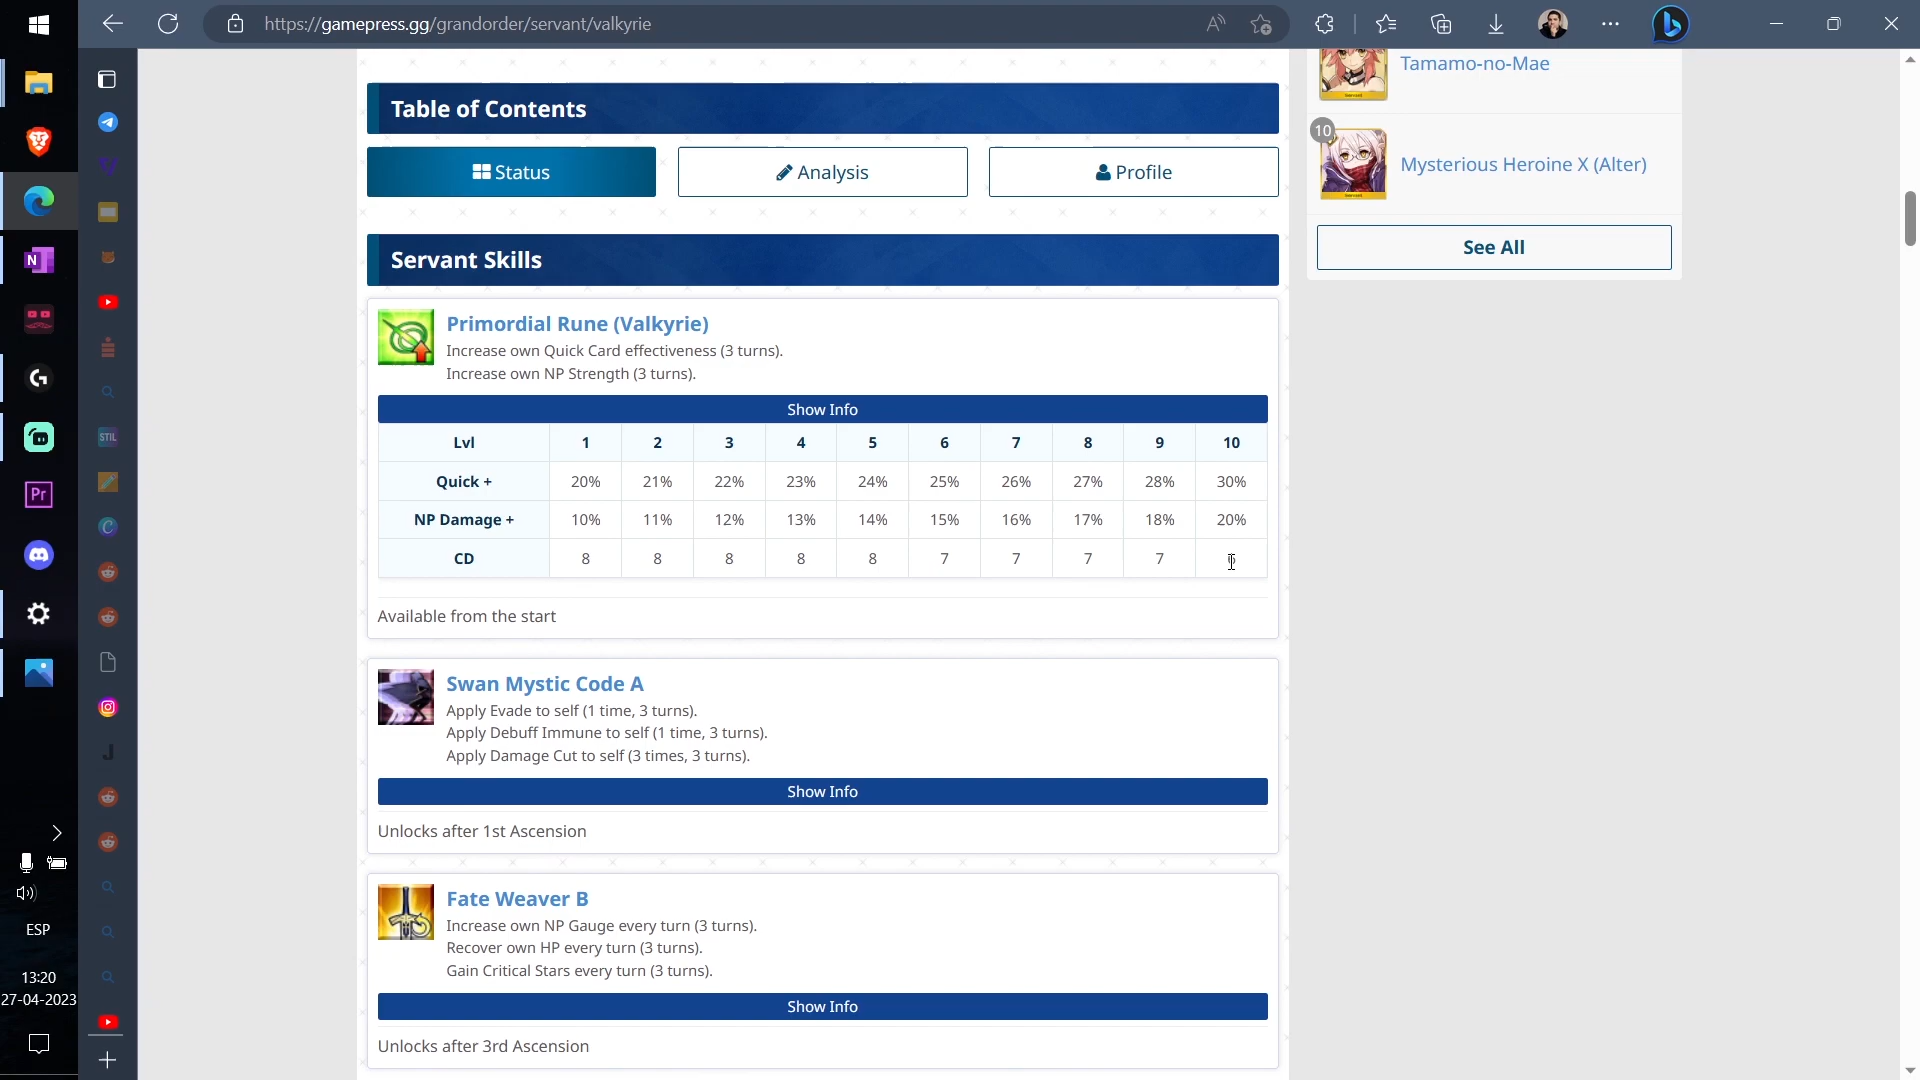 https://gamepress.gg/grandorder/servant/valkyrie
Tamamo-no-Mae
10
Mysterious Heroine X (Alter)
See All
Table of Contents
Status
Analysis
Profile
Servant Skills
Primordial Rune (Valkyrie)
Increase own Quick Card effectiveness (3 turns).
Increase own NP Strength (3 turns).
Show Info
Lvl 1 2 3 4 5 6 7 8 9 10
Quick + 20% 21% 22% 23% 24% 25% 26% 27% 28% 30%
NP Damage + 10% 11% 12% 13% 14% 15% 16% 17% 18% 20%
CD 8 8 8 8 8 7 7 7 7
Available from the start
Swan Mystic Code A
Apply Evade to self (1 time, 3 turns).
Apply Debuff Immune to self (1 time, 3 turns).
Apply Damage Cut to self (3 times, 3 turns).
Show Info
Unlocks after 1st Ascension
Fate Weaver B
Increase own NP Gauge every turn (3 turns).
Recover own HP every turn (3 turns).
Gain Critical Stars every turn (3 turns).
Show Info
Unlocks after 3rd Ascension
N
Pr
STIL
ESP
13:20
27-04-2023